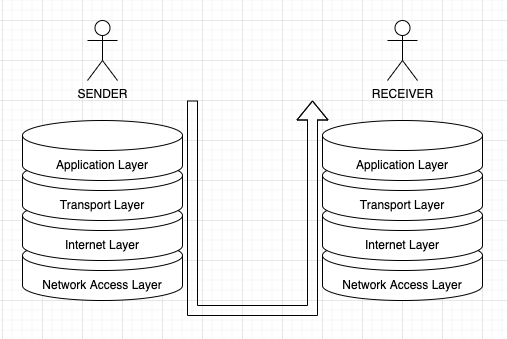 SENDER
RECEIVER
Application Layer
Transport Layer
Internet Layer
Network Access Layer
Application Layer
Transport Layer
Internet Layer
Network Access Layer